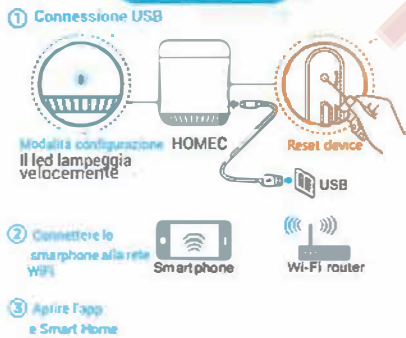 1 Connessione USB
Modalità configurazione
Il led lampeggia
velocemente
HOMEC
Reset device
USB
2 Connettere lo
smarphone alla rete
WiFi
Smartphone
Wi-Fi router
3 Aprire l'app
e Smart Home